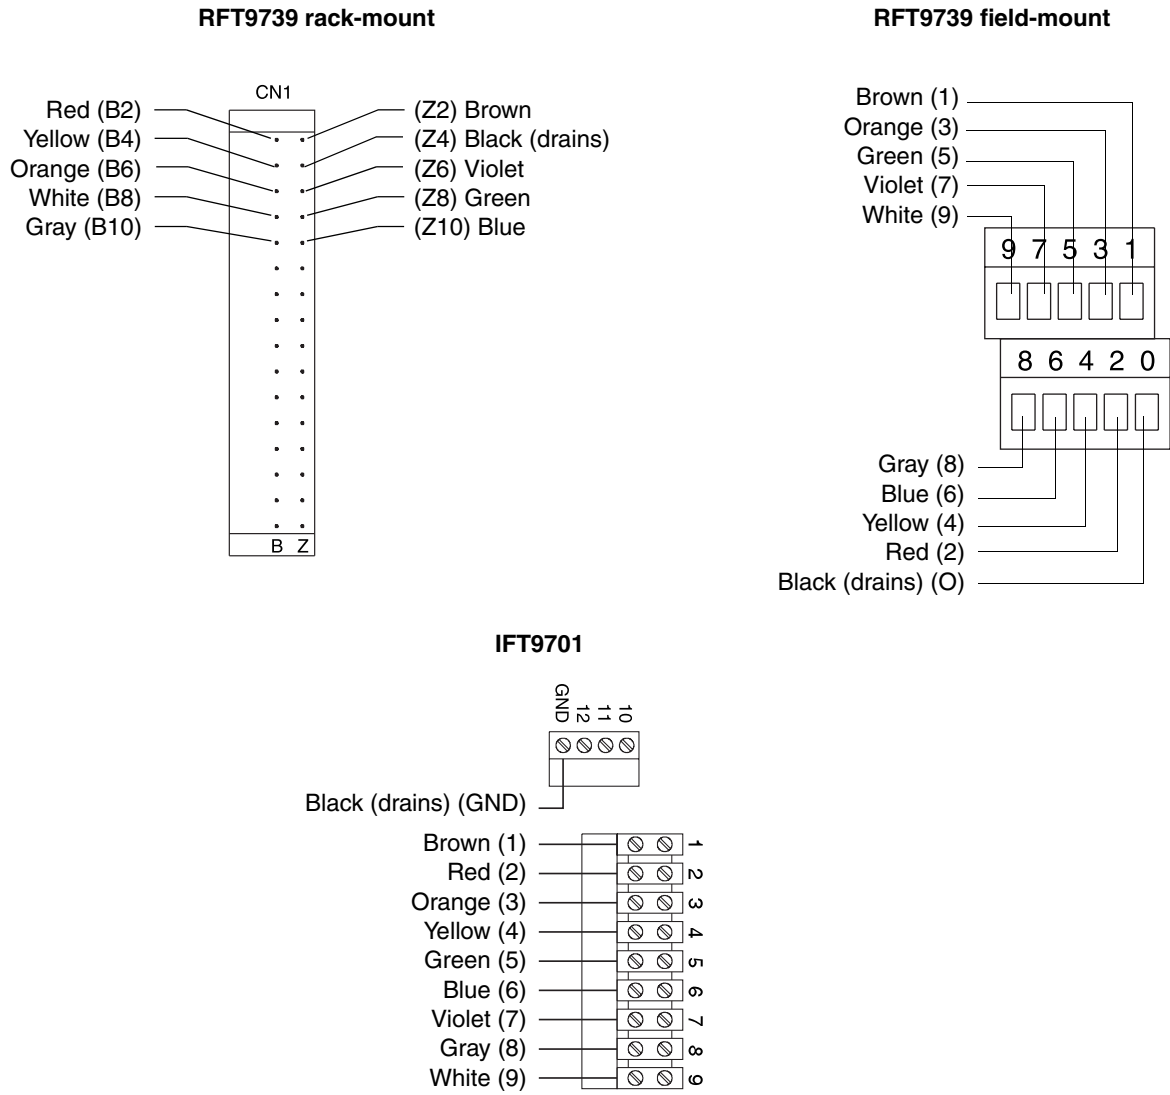 RFT9739 rack-mount
CN1
Red (B2)
Yellow (B4)
Orange (B6)
White (B8)
Gray (B10)
(Z2) Brown
(Z4) Black (drains)
(Z6) Violet
(Z8) Green
(Z10) Blue
B Z
RFT9739 field-mount
Brown (1)
Orange (3)
Green (5)
Violet (7)
White (9)
9 7 5 3 1
8 6 4 2 0
Gray (8)
Blue (6)
Yellow (4)
Red (2)
Black (drains) (O)
IFT9701
GND 12 11 10
Black (drains) (GND)
Brown (1) 1
Red (2) 2
Orange (3) 3
Yellow (4) 4
Green (5) 5
Blue (6) 6
Violet (7) 7
Gray (8) 8
White (9) 9